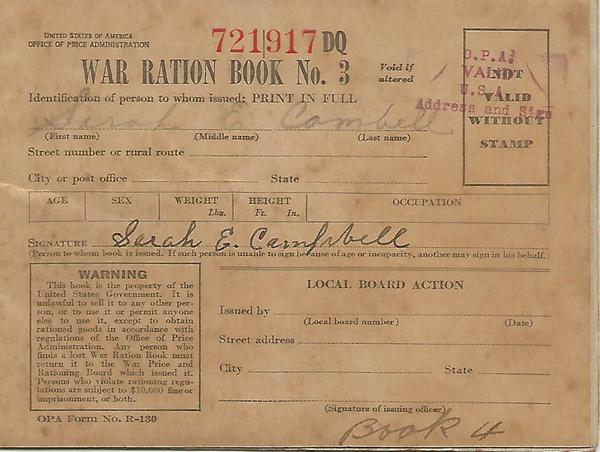 UNITED STATES OF AMERICA
OFFICE OF PRICE ADMINISTRATION
721917 DQ
WAR RATION BOOK No. 3
Void if altered
O.P.A.
VALID
U.S.A.
Address and Sign
NOT
VALID
WITHOUT
STAMP
Identification of person to whom issued: PRINT IN FULL
Sarah E Cambell
(First name) (Middle name) (Last name)
Street number or rural route
City or post office State
AGE SEX WEIGHT Lbs. HEIGHT Ft. In. OCCUPATION
SIGNATURE Sarah E. Campbell
(Person to whom book is issued. If such person is unable to sign because of age or incapacity, another may sign in his behalf.)
WARNING
This book is the property of the
United States Government. It is
unlawful to sell it to any other per-
son, or to use it or permit anyone
else to use it, except to obtain
rationed goods in accordance with
regulations of the Office of Price
Administration. Any person who
finds a lost War Ration Book must
return it to the War Price and
Rationing Board which issued it.
Persons who violate rationing regu-
lations are subject to $10,000 fine or
imprisonment, or both.
OPA Form No. R-130
LOCAL BOARD ACTION
Issued by
(Local board number) (Date)
Street address
City State
(Signature of issuing officer)
Book 4